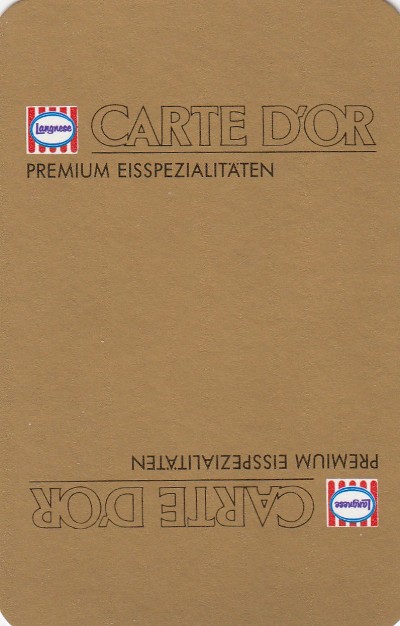 Langnese CARTE D'OR
PREMIUM EISSPEZIALITÄTEN
PREMIUM EISSPEZIALITÄTEN
Langnese CARTE D'OR